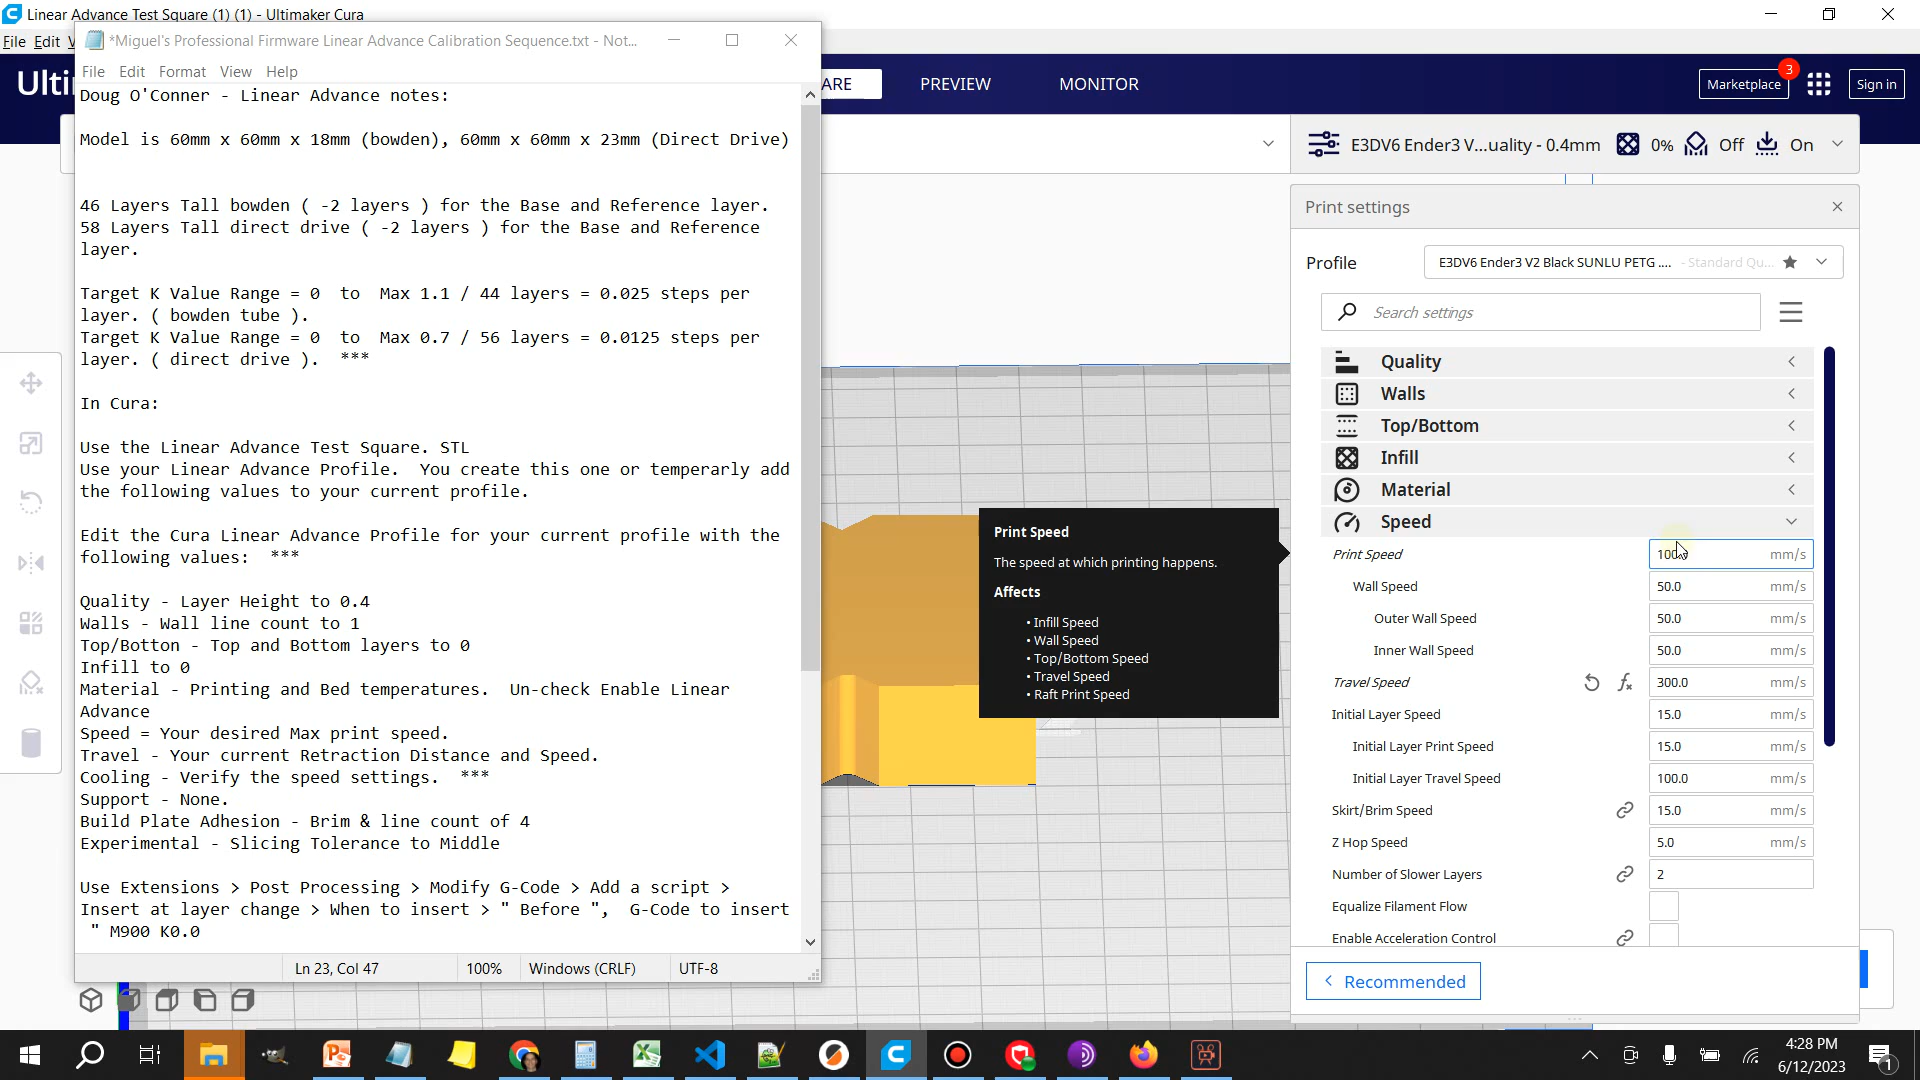 Linear Advance Test Square (1) (1) - Ultimaker Cura
File Edit
*Miguel's Professional Firmware Linear Advance Calibration Sequence.txt - Not...
File Edit Format View Help
Ulti
ARE
PREVIEW
MONITOR
3
Marketplace
Sign in
Doug O'Conner - Linear Advance notes:
Model is 60mm x 60mm x 18mm (bowden), 60mm x 60mm x 23mm (Direct Drive)
46 Layers Tall bowden ( -2 layers ) for the Base and Reference layer.
58 Layers Tall direct drive ( -2 layers ) for the Base and Reference
layer.
Target K Value Range = 0 to Max 1.1 / 44 layers = 0.025 steps per
layer. ( bowden tube ).
Target K Value Range = 0 to Max 0.7 / 56 layers = 0.0125 steps per
layer. ( direct drive ). ***
In Cura:
Use the Linear Advance Test Square. STL
Use your Linear Advance Profile. You create this one or temperarly add
the following values to your current profile.
Edit the Cura Linear Advance Profile for your current profile with the
following values: ***
Quality - Layer Height to 0.4
Walls - Wall line count to 1
Top/Botton - Top and Bottom layers to 0
Infill to 0
Material - Printing and Bed temperatures. Un-check Enable Linear
Advance
Speed = Your desired Max print speed.
Travel - Your current Retraction Distance and Speed.
Cooling - Verify the speed settings. ***
Support - None.
Build Plate Adhesion - Brim & line count of 4
Experimental - Slicing Tolerance to Middle
Use Extensions > Post Processing > Modify G-Code > Add a script >
Insert at layer change > When to insert > " Before ", G-Code to insert
" M900 K0.0
Ln 23, Col 47
100%
Windows (CRLF)
UTF-8
Print Speed
The speed at which printing happens.
Affects
• Infill Speed
• Wall Speed
• Top/Bottom Speed
• Travel Speed
• Raft Print Speed
E3DV6 Ender3 V...uality - 0.4mm 0% Off On
Print settings
Profile
E3DV6 Ender3 V2 Black SUNLU PETG .... - Standard Qu...
Search settings
Quality
Walls
Top/Bottom
Infill
Material
Speed
Print Speed mm/s
Wall Speed 50.0 mm/s
Outer Wall Speed 50.0 mm/s
Inner Wall Speed 50.0 mm/s
Travel Speed 300.0 mm/s
Initial Layer Speed 15.0 mm/s
Initial Layer Print Speed 15.0 mm/s
Initial Layer Travel Speed 100.0 mm/s
Skirt/Brim Speed 15.0 mm/s
Z Hop Speed 5.0 mm/s
Number of Slower Layers 2
Equalize Filament Flow
Enable Acceleration Control
Recommended
4:28 PM
6/12/2023
1